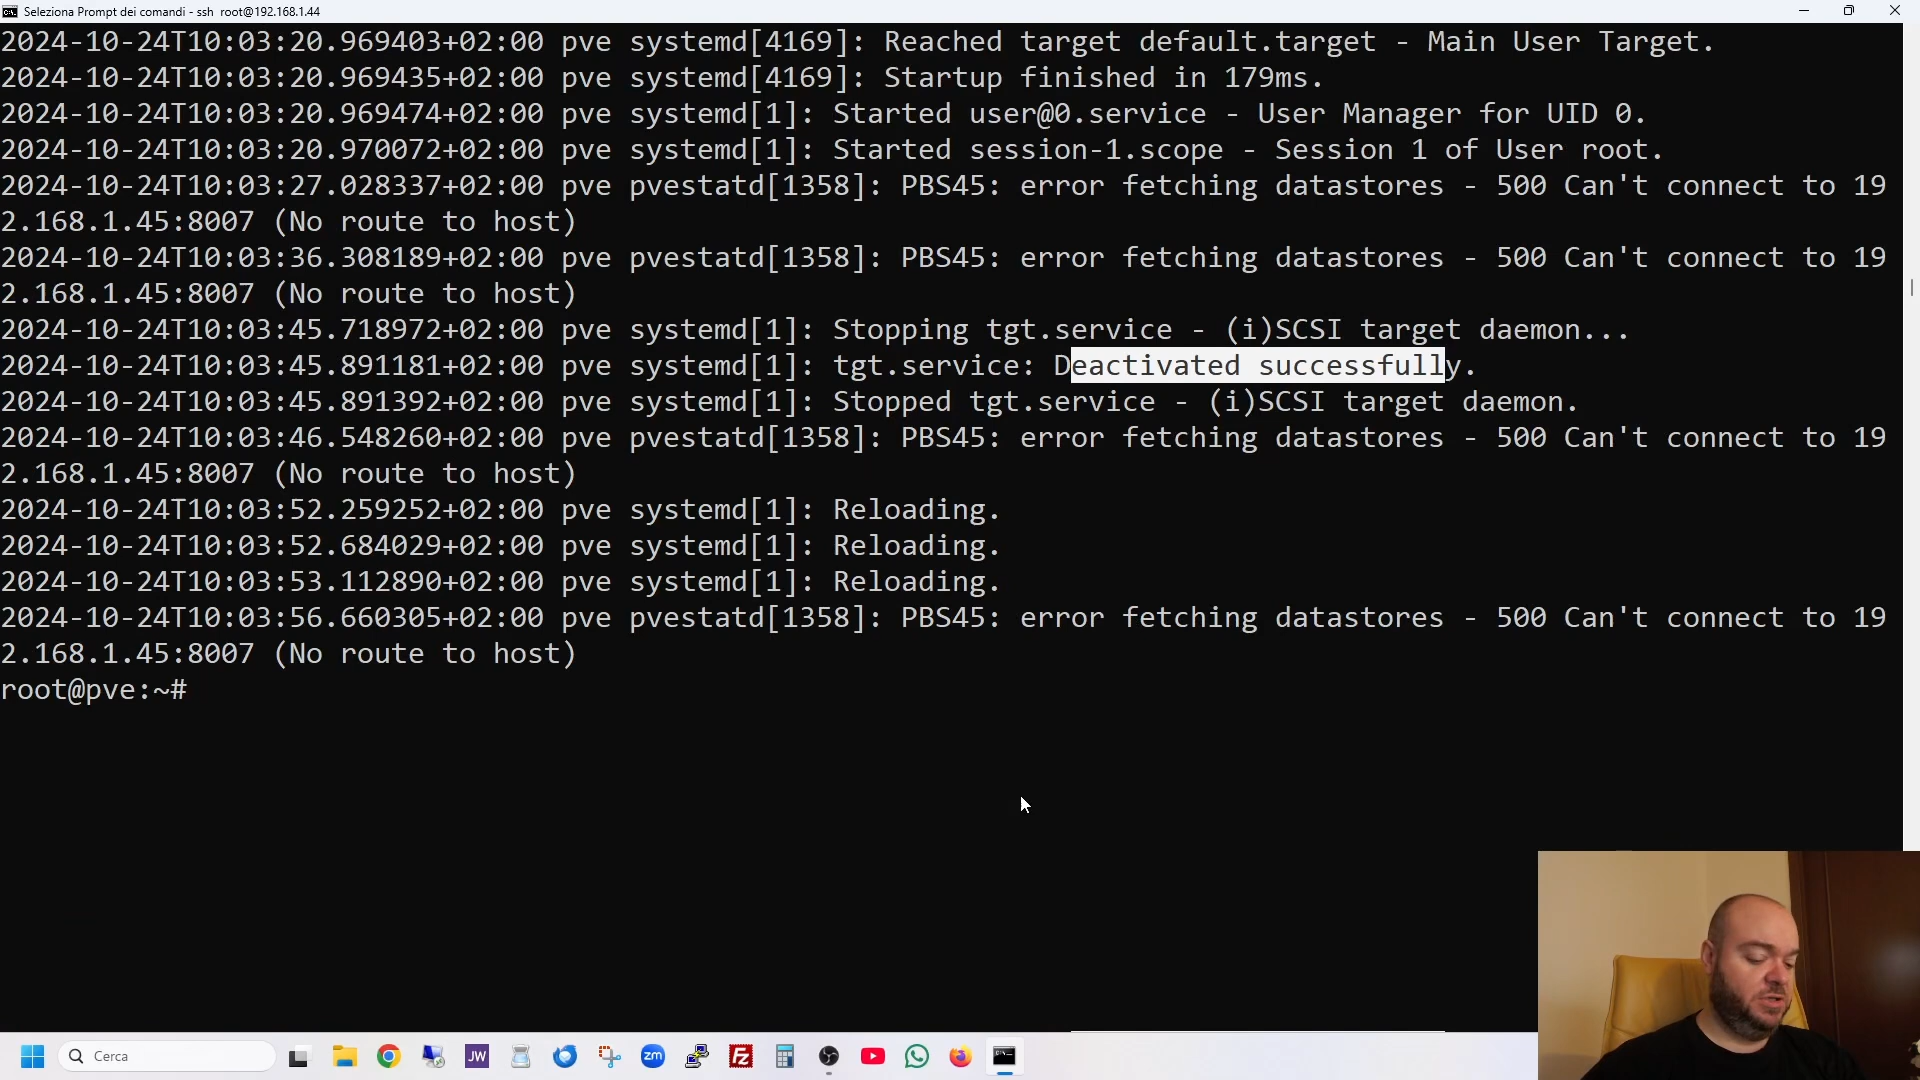 Seleziona Prompt dei comandi - ssh root@192.168.1.44
2024-10-24T10:03:20.969403+02:00 pve systemd[4169]: Reached target default.target - Main User Target.
2024-10-24T10:03:20.969435+02:00 pve systemd[4169]: Startup finished in 179ms.
2024-10-24T10:03:20.969474+02:00 pve systemd[1]: Started user@0.service - User Manager for UID 0.
2024-10-24T10:03:20.970072+02:00 pve systemd[1]: Started session-1.scope - Session 1 of User root.
2024-10-24T10:03:27.028337+02:00 pve pvestatd[1358]: PBS45: error fetching datastores - 500 Can't connect to 19
2.168.1.45:8007 (No route to host)
2024-10-24T10:03:36.308189+02:00 pve pvestatd[1358]: PBS45: error fetching datastores - 500 Can't connect to 19
2.168.1.45:8007 (No route to host)
2024-10-24T10:03:45.718972+02:00 pve systemd[1]: Stopping tgt.service - (i)SCSI target daemon...
2024-10-24T10:03:45.891181+02:00 pve systemd[1]: tgt.service: Deactivated successfully.
2024-10-24T10:03:45.891392+02:00 pve systemd[1]: Stopped tgt.service - (i)SCSI target daemon.
2024-10-24T10:03:46.548260+02:00 pve pvestatd[1358]: PBS45: error fetching datastores - 500 Can't connect to 19
2.168.1.45:8007 (No route to host)
2024-10-24T10:03:52.259252+02:00 pve systemd[1]: Reloading.
2024-10-24T10:03:52.684029+02:00 pve systemd[1]: Reloading.
2024-10-24T10:03:53.112890+02:00 pve systemd[1]: Reloading.
2024-10-24T10:03:56.660305+02:00 pve pvestatd[1358]: PBS45: error fetching datastores - 500 Can't connect to 19
2.168.1.45:8007 (No route to host)
root@pve:~#
Cerca
JW
zm
FZ